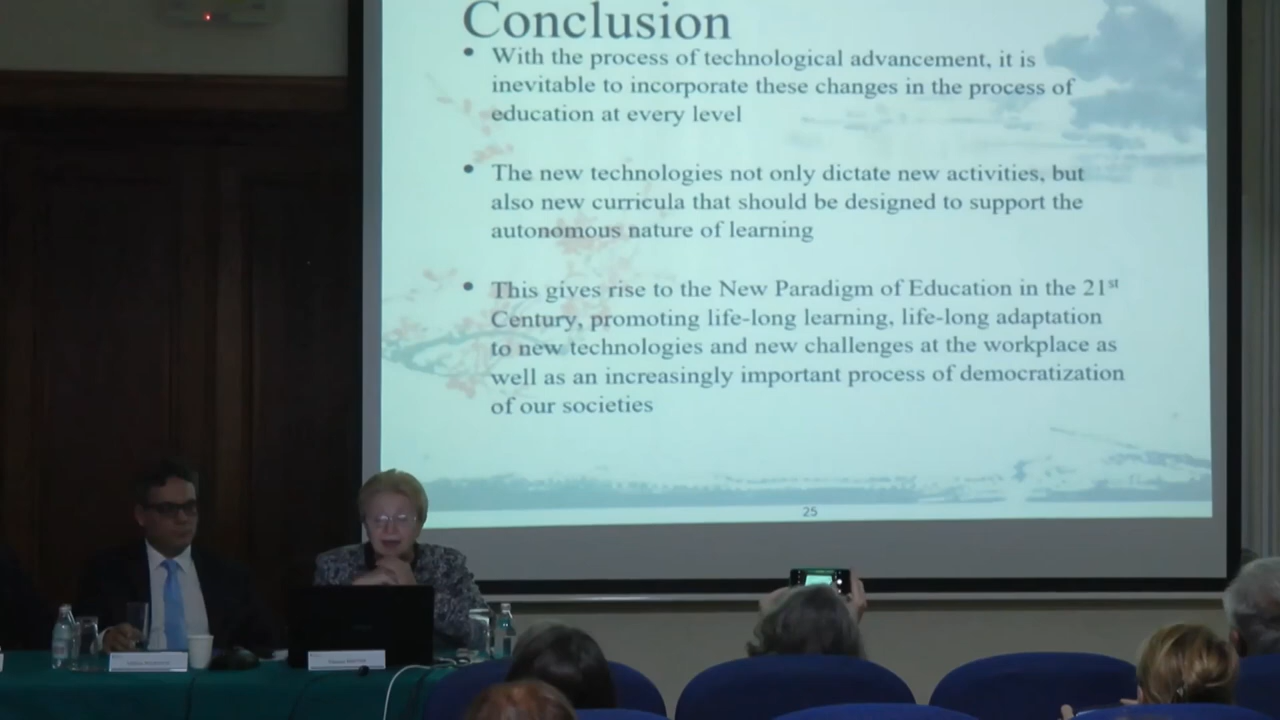 Conclusion
• With the process of technological advancement, it is
inevitable to incorporate these changes in the process of
education at every level
• The new technologies not only dictate new activities, but
also new curricula that should be designed to support the
autonomous nature of learning
• This gives rise to the New Paradigm of Education in the 21st
Century, promoting life-long learning, life-long adaptation
to new technologies and new challenges at the workplace as
well as an increasingly important process of democratization
of our societies
25